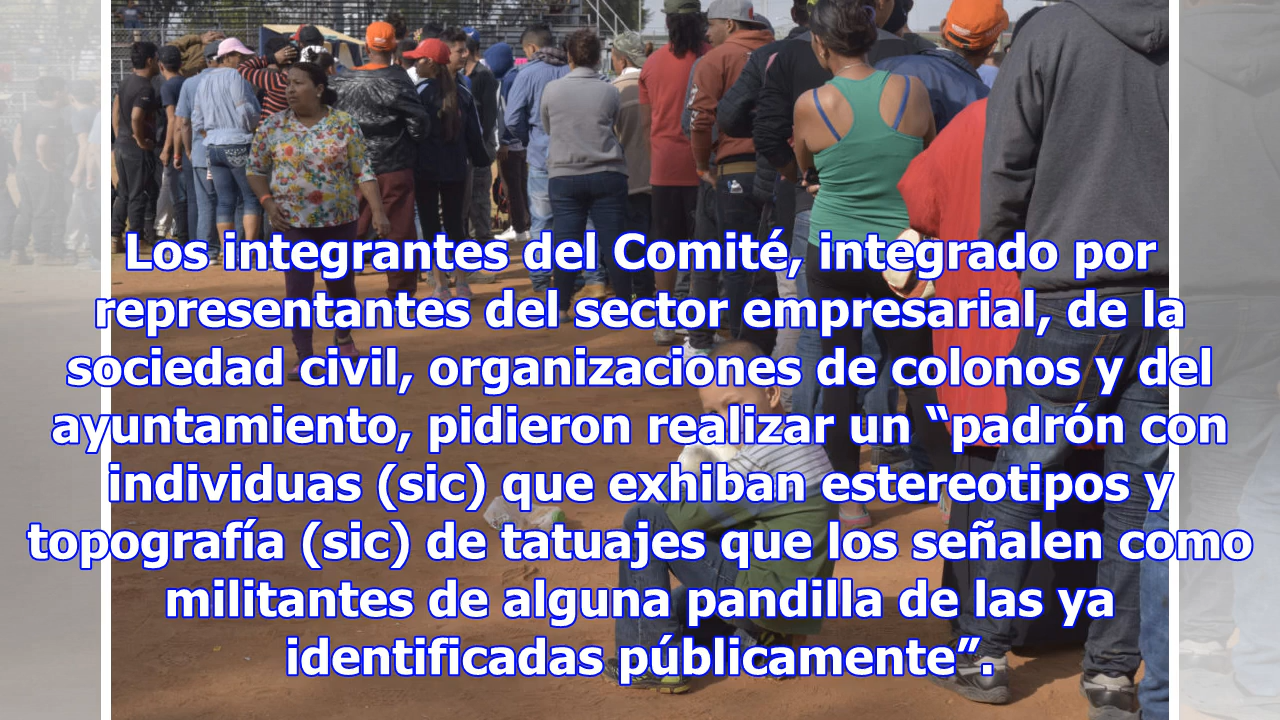 Los integrantes del Comité, integrado por
representantes del sector empresarial, de la
sociedad civil, organizaciones de colonos y del
ayuntamiento, pidieron realizar un “padrón con
individuas (sic) que exhiban estereotipos y
topografía (sic) de tatuajes que los señalen como
militantes de alguna pandilla de las ya
identificadas públicamente”.